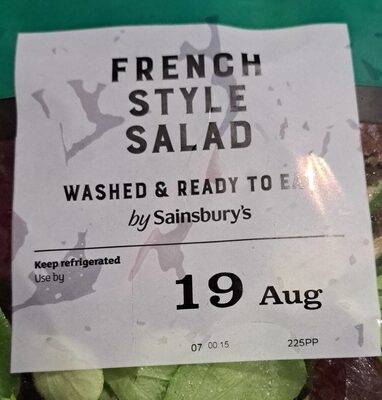 FRENCH
STYLE
SALAD
WASHED & READY TO EAT
by Sainsbury's
Keep refrigerated
Use by
19 Aug
07 00:15 225PP